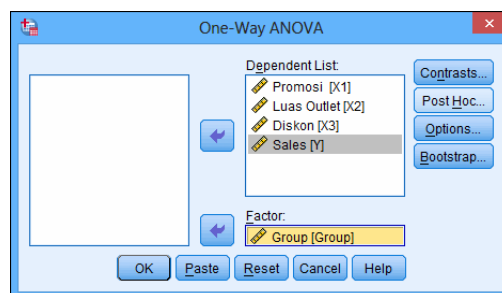 One-Way ANOVA
Dependent List:
Promosi [X1]
Luas Outlet [X2]
Diskon [X3]
Sales [Y]
Contrasts...
Post Hoc...
Options...
Bootstrap...
Factor:
Group [Group]
OK Paste Reset Cancel Help